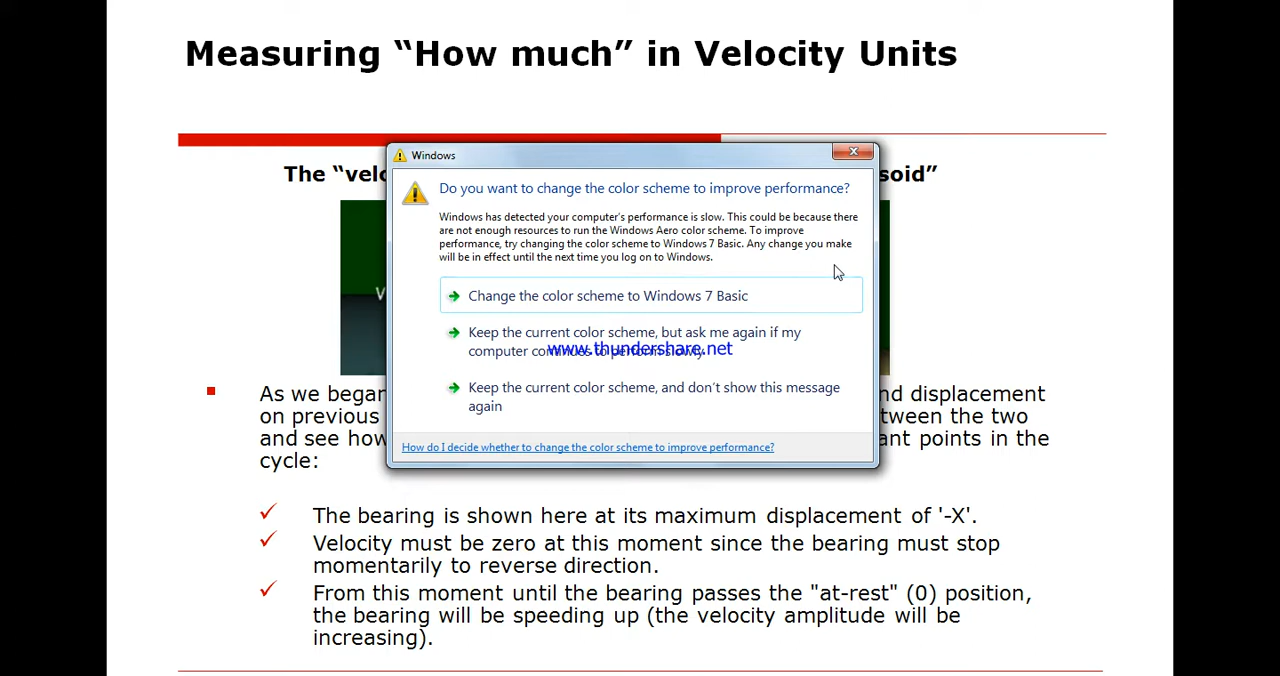 Measuring “How much” in Velocity Units
The “velo
soid”
Windows
Do you want to change the color scheme to improve performance?
Windows has detected your computer's performance is slow. This could be because there
are not enough resources to run the Windows Aero color scheme. To improve
performance, try changing the color scheme to Windows 7 Basic. Any change you make
will be in effect until the next time you log on to Windows.
V
Change the color scheme to Windows 7 Basic
Keep the current color scheme, but ask me again if my
computer continues to perform slowly.
www.thundershare.net
Keep the current color scheme, and don’t show this message
again
How do I decide whether to change the color scheme to improve performance?
As we began nd displacement
on previous tween the two
and see how ant points in the
cycle:
The bearing is shown here at its maximum displacement of '-X'.
Velocity must be zero at this moment since the bearing must stop
momentarily to reverse direction.
From this moment until the bearing passes the "at-rest" (0) position,
the bearing will be speeding up (the velocity amplitude will be
increasing).